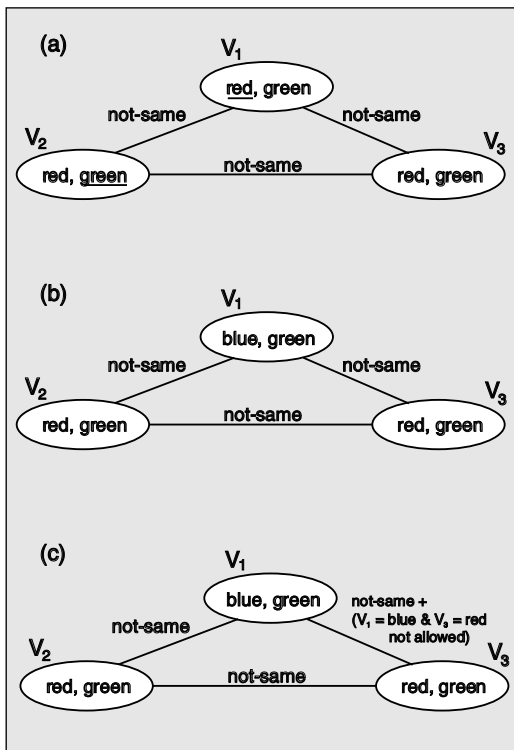 (a)
V1
red, green
not-same
not-same
V2
V3
not-same
red, green
red, green
(b)
V1
blue, green
not-same
not-same
V2
V3
not-same
red, green
red, green
(c)
V1
blue, green
not-same +
(V1 = blue & V3 = red
not allowed)
not-same
V2
V3
not-same
red, green
red, green